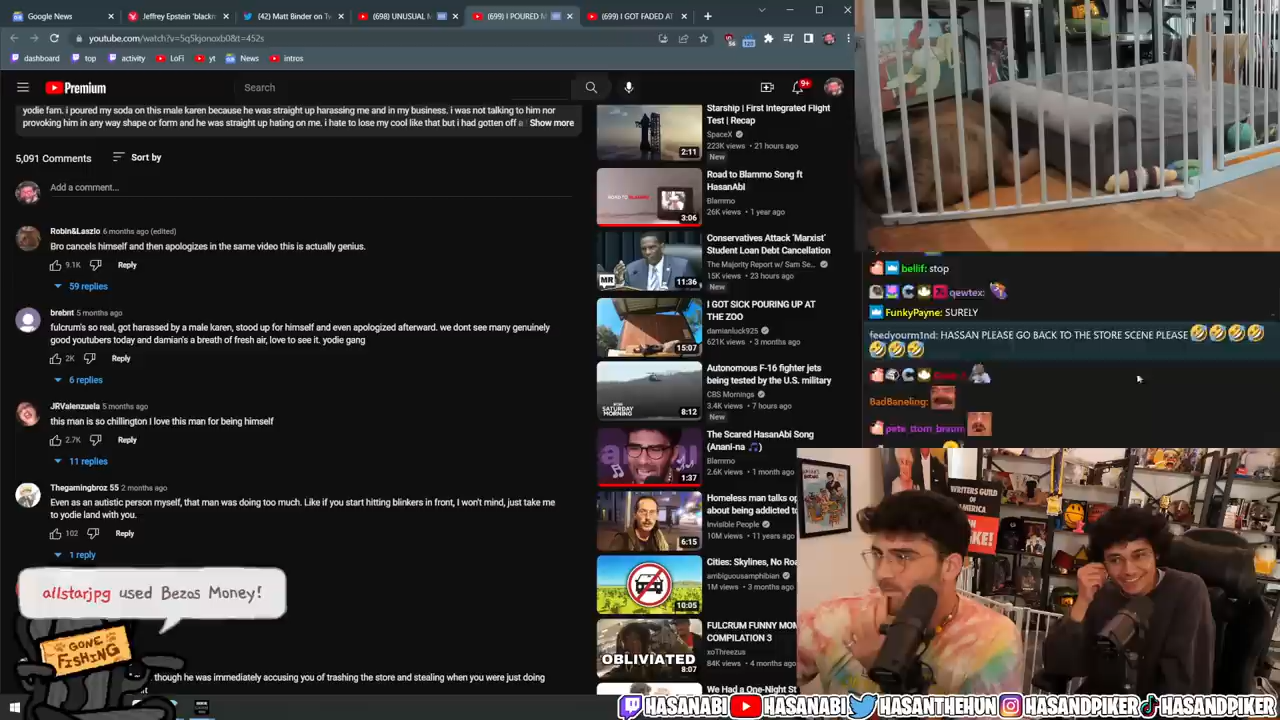 Google News
Jeffrey Epstein 'blackm
(42) Matt Binder on Tw
(698) UNUSUAL M
(699) I POURED M
(699) I GOT FADED AT
youtube.com/watch?v=5q5kjonoxb0&t=452s
dashboard
top
activity
LoFi
yt
News
intros
Premium
Search
9+
yodie fam. i poured my soda on this male karen because he was straight up harassing me and in my business. i was not talking to him nor
provoking him in any way shape or form and he was straight up hating on me. i hate to lose my cool like that but i had gotten off a Show more
5,091 Comments
Sort by
Add a comment...
Robin&Laszlo 6 months ago (edited)
Bro cancels himself and then apologizes in the same video this is actually genius.
9.1K
Reply
59 replies
brebnt 5 months ago
fulcrum's so real, got harassed by a male karen, stood up for himself and even apologized afterward. we dont see many genuinely
good youtubers today and damien's a breath of fresh air, love to see it. yodie gang
2K
Reply
6 replies
JRValenzuela 5 months ago
this man is so chillington I love this man for being himself
2.7K
Reply
11 replies
Thegamingbroz 55 2 months ago
Even as an autistic person myself, that man was doing too much. Like if you start hitting blinkers in front, I won't mind, just take me
to yodie land with you.
102
Reply
1 reply
allstarjpg used Bezos Money!
GONE
FISHING
though he was immediately accusing you of trashing the store and stealing when you were just doing
Starship | First Integrated Flight
Test | Recap
SpaceX
223K views • 21 hours ago
New
2:11
Road to Blammo Song ft
HasanAbi
Blammo
26K views • 1 year ago
3:06
Conservatives Attack 'Marxist'
Student Loan Debt Cancellation
The Majority Report w/ Sam Se...
15K views • 23 hours ago
New
MR
11:36
I GOT SICK POURING UP AT
THE ZOO
damianluck925
621K views • 5 months ago
15:07
Autonomous F-16 fighter jets
being tested by the U.S. military
CBS Mornings
3.4K views • 7 hours ago
New
SATURDAY
MORNING
8:12
The Scared HasanAbi Song
(Anani-na
Blammo
2.6K views • 1 month ago
1:37
Homeless man talks op
about being addicted to
Invisible People
10M views • 11 years ago
6:15
Cities: Skylines, No Roa
ambiguousamphibian
1M views • 3 months ago
10:05
FULCRUM FUNNY MOM
COMPILATION 3
xoThreezus
84K views • 4 months ago
OBLIVIATED
8:07
We Had a One-Night St
bellif: stop
qewtex:
FunkyPayne: SURELY
feedyourm1nd: HASSAN PLEASE GO BACK TO THE STORE SCENE PLEASE
BadBaneling:
WRITERS GUILD
OF
AMERICA
HASANABI
HASANABI
HASANTHEHUN
HASANDPIKER
HASANDPIKER